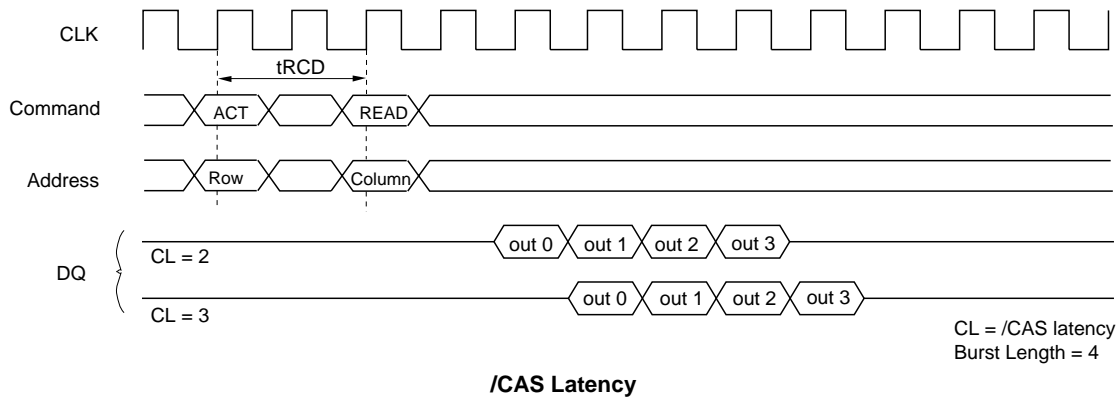 CLK
tRCD
Command
ACT
READ
Address
Row
Column
out 0 out 1 out 2 out 3
CL = 2
DQ
out 0 out 1 out 2 out 3
CL = 3
CL = /CAS latency
Burst Length = 4
/CAS Latency